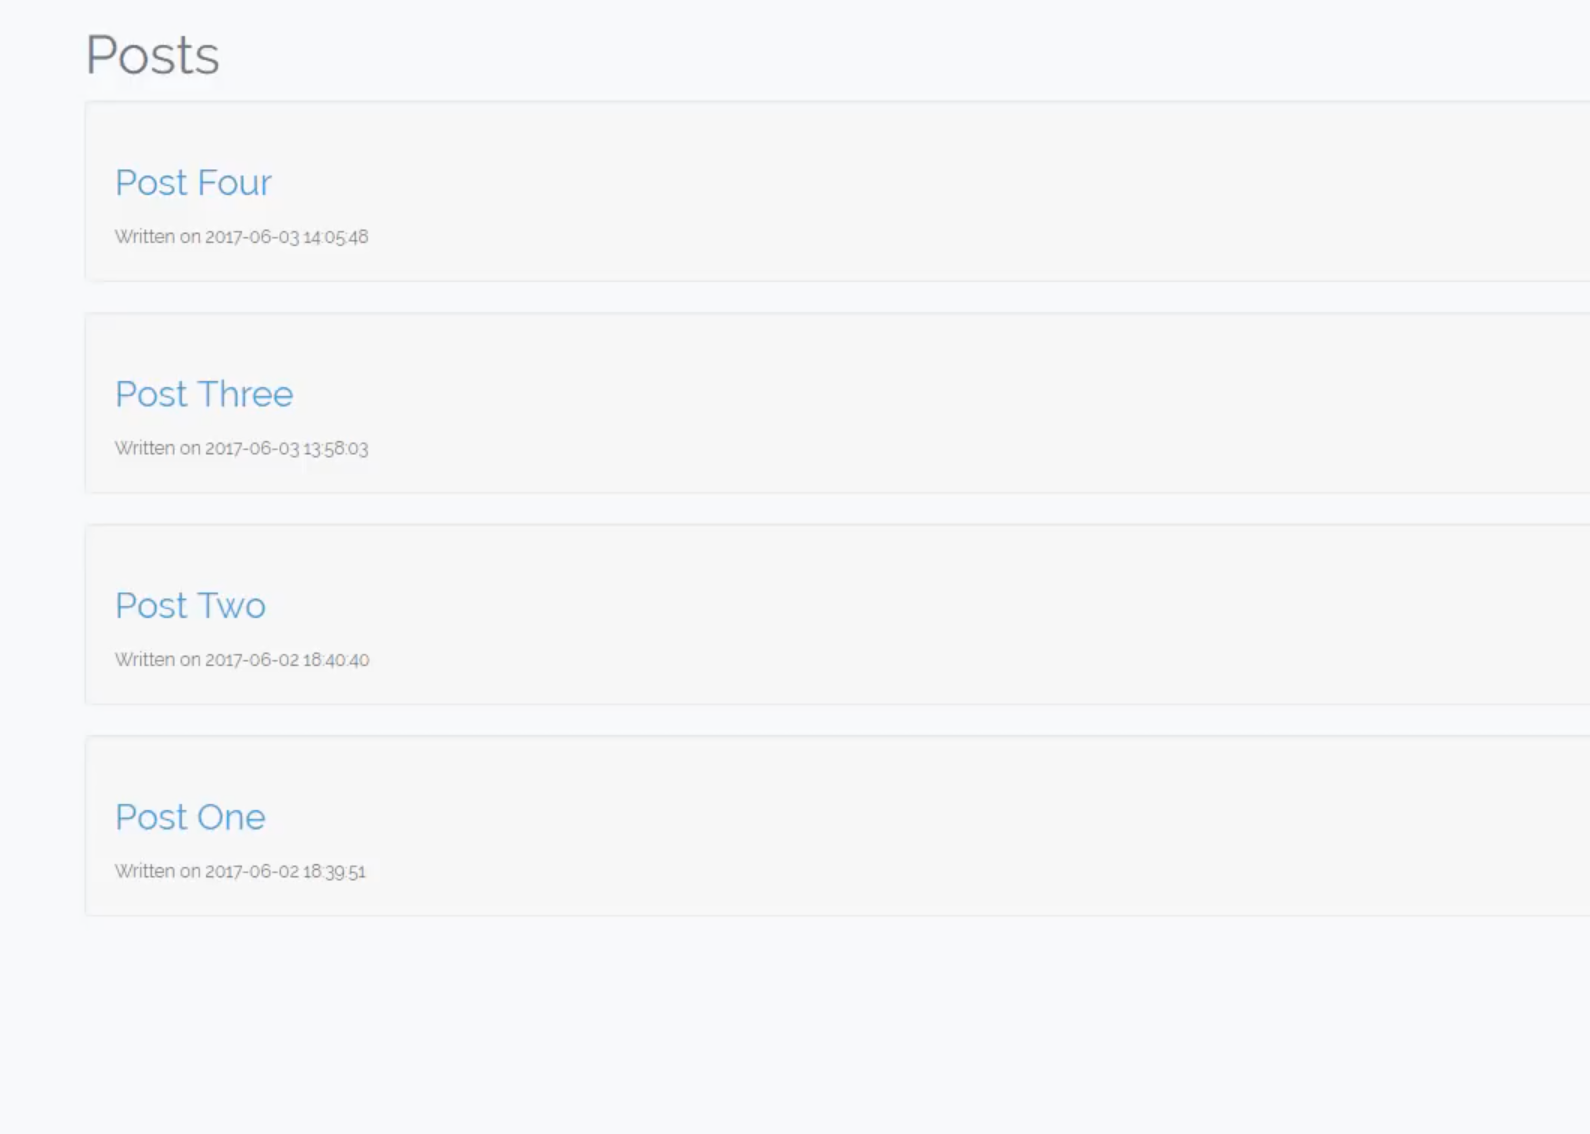 Posts
Post Four
Written on 2017-06-03 14:05:48
Post Three
Written on 2017-06-03 13:58:03
Post Two
Written on 2017-06-02 18:40:40
Post One
Written on 2017-06-02 18:39:51